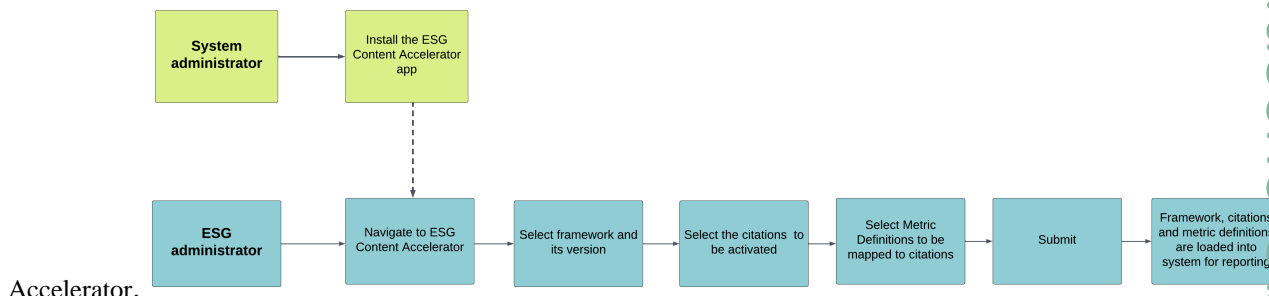 System
administrator
Install the ESG
Content Accelerator
app
ESG
administrator
Navigate to ESG
Content Accelerator
Select framework and
its version
Select the citations to
be activated
Select Metric
Definitions to be
mapped to citations
Submit
Framework, citations
and metric definitions
are loaded into
system for reporting
Accelerator.